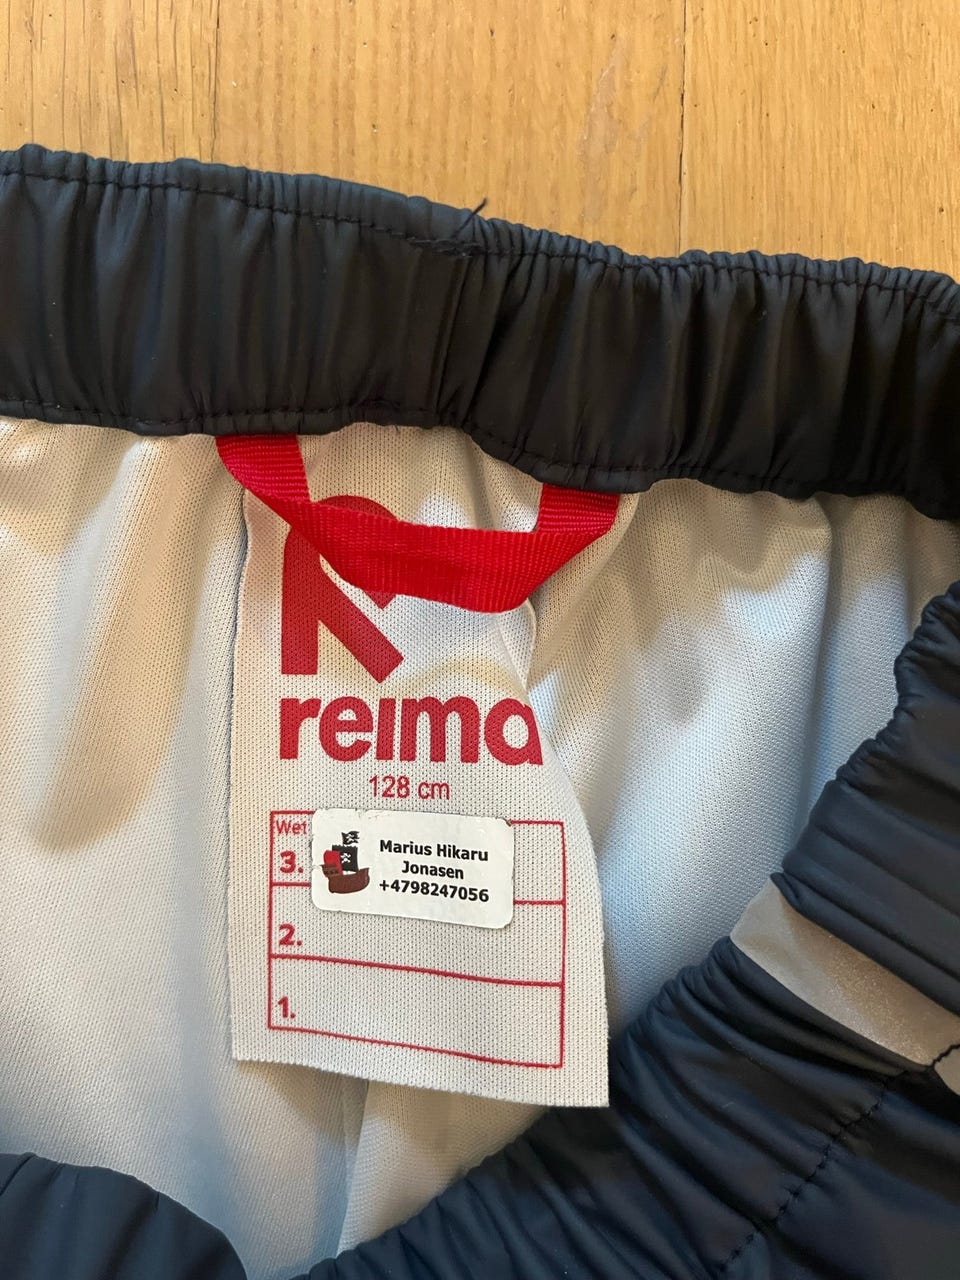 reima
128 cm
Wet
3.
Marius Hikaru
Jonasen
+4798247056
2.
1.